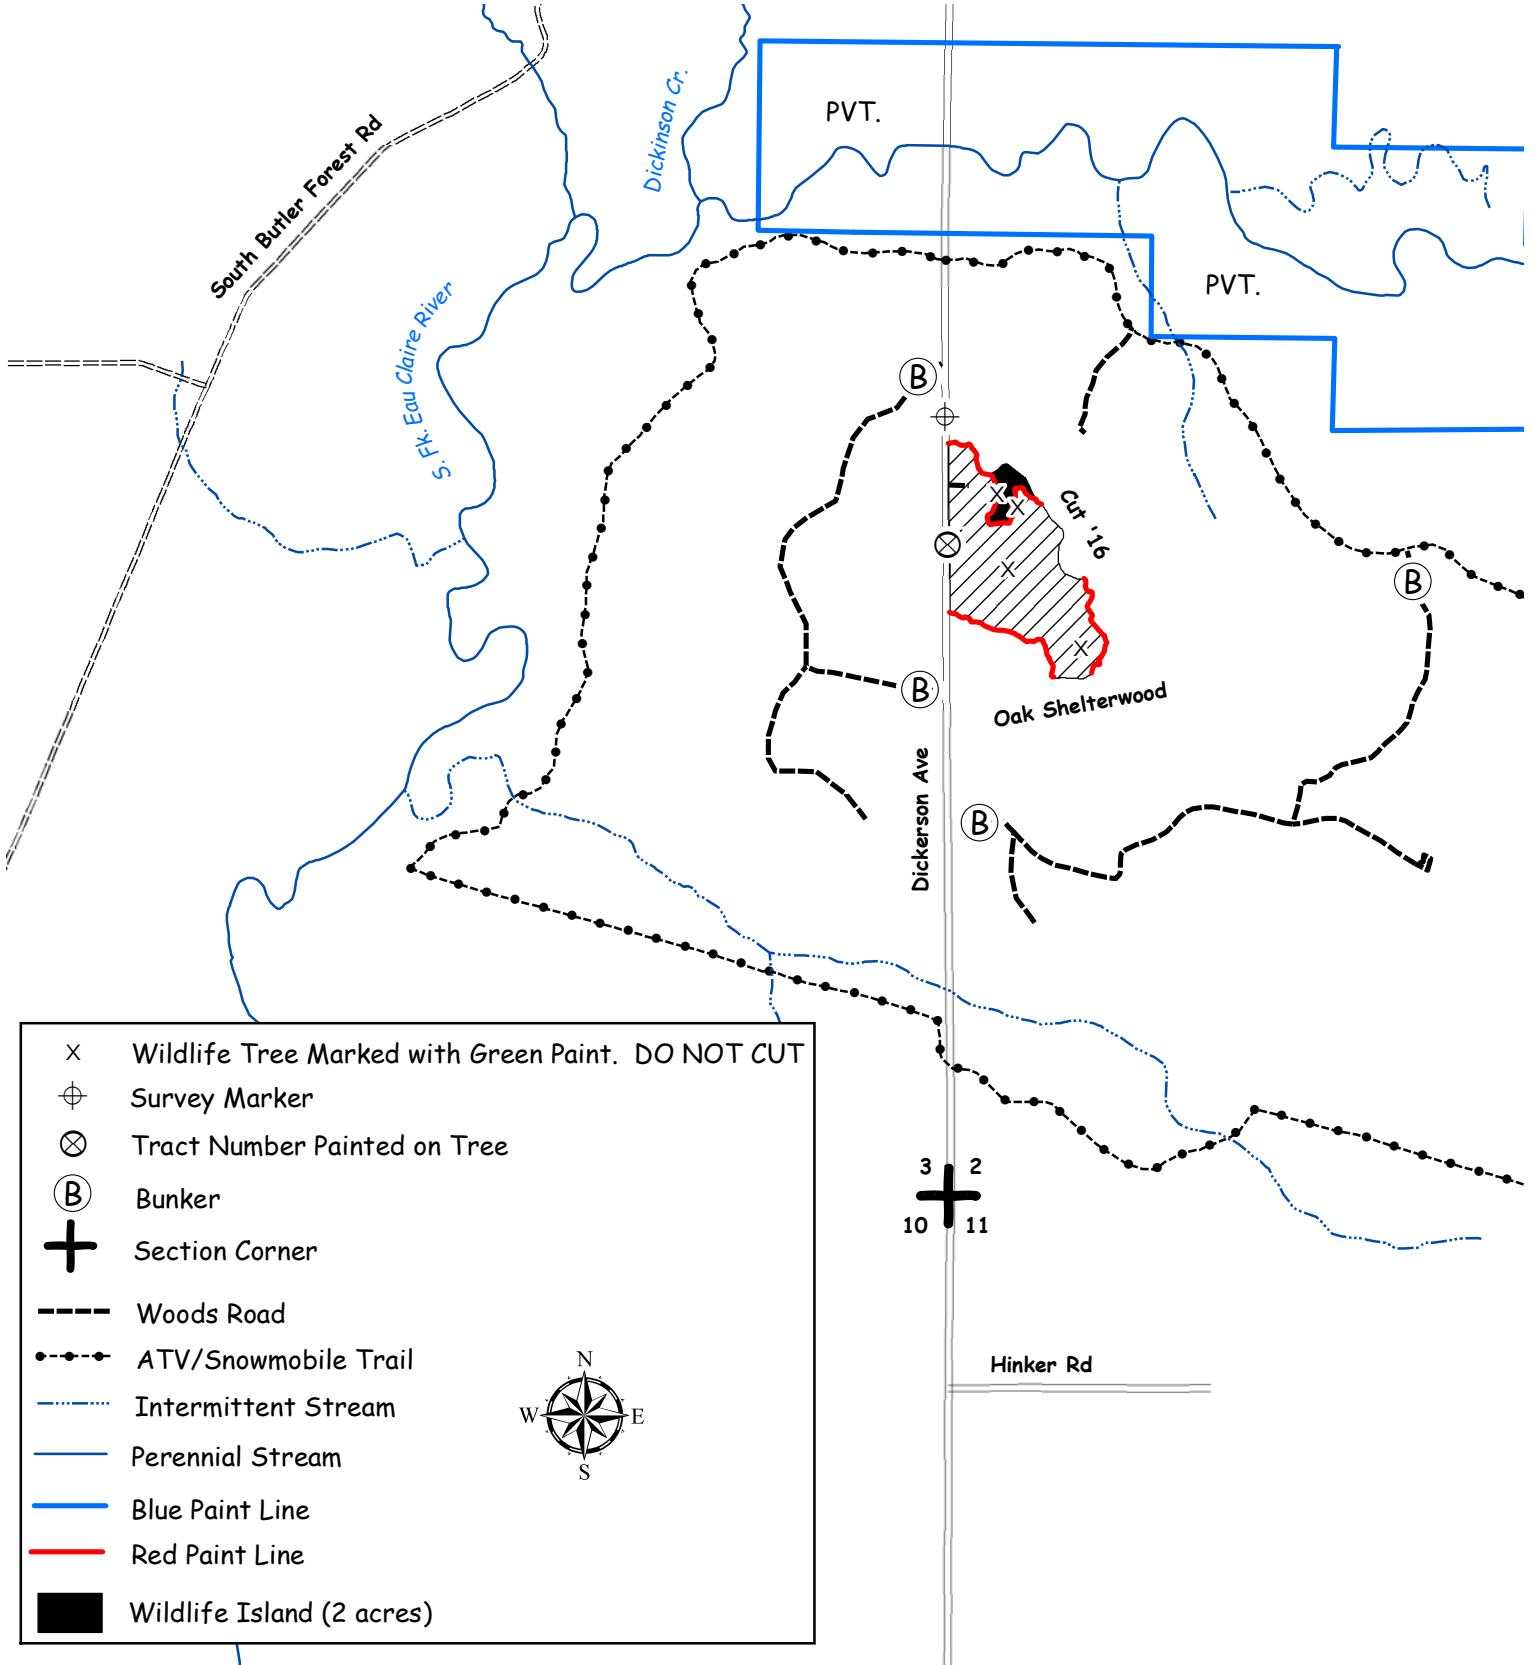 South Butler Forest Rd
Dickinson Cr.
PVT.
PVT.
S. Fk. Eau Claire River
B
Cut '16
B
B
Oak Shelterwood
Dickerson Ave
B
3 2
10 11
Hinker Rd
X Wildlife Tree Marked with Green Paint. DO NOT CUT
Survey Marker
Tract Number Painted on Tree
B Bunker
Section Corner
Woods Road
ATV/Snowmobile Trail
Intermittent Stream
Perennial Stream
Blue Paint Line
Red Paint Line
Wildlife Island (2 acres)
N
W E
S
X
X
X
X